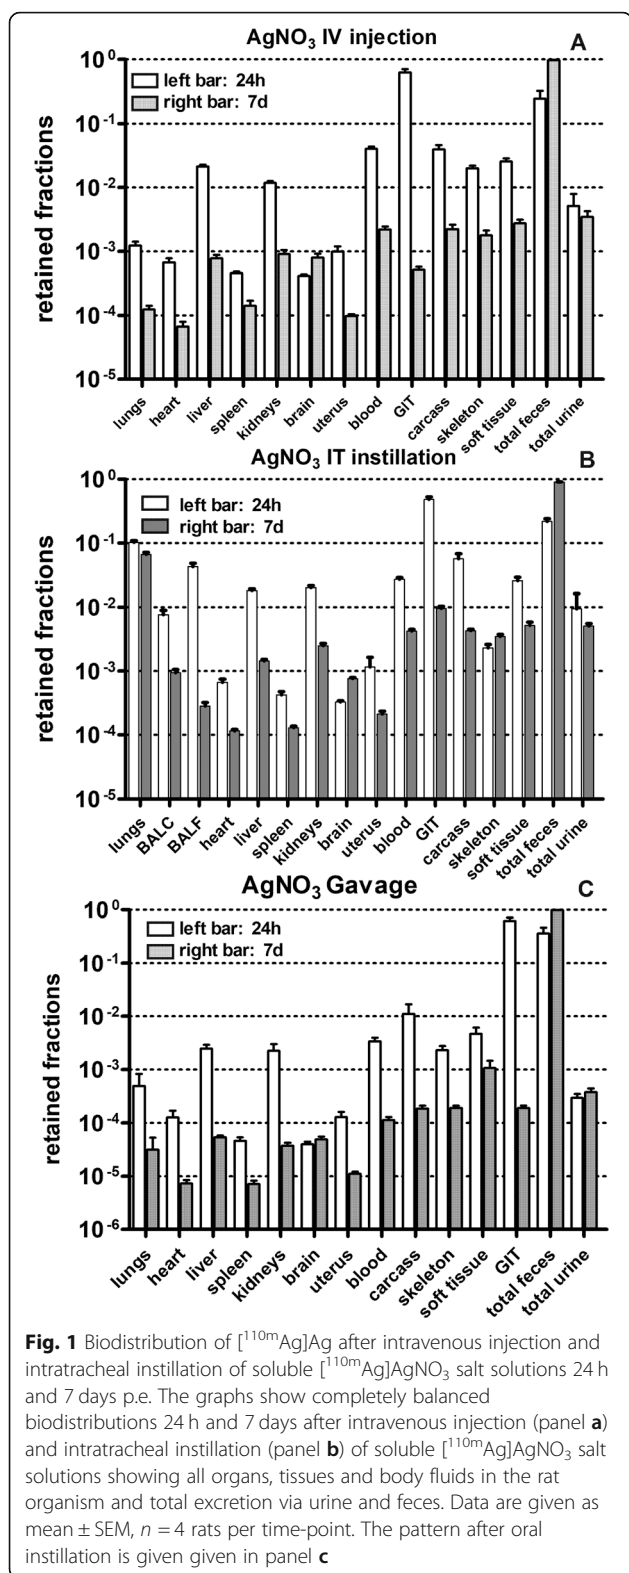 AgNO3 IV injection
A
left bar: 24h
right bar: 7d
retained fractions
10^0
10^-1
10^-2
10^-3
10^-4
10^-5
lungs
heart
liver
spleen
kidneys
brain
uterus
blood
GIT
carcass
skeleton
soft tissue
total feces
total urine
AgNO3 IT instillation
B
left bar: 24h
right bar: 7d
retained fractions
10^0
10^-1
10^-2
10^-3
10^-4
10^-5
lungs
BALC
BALF
heart
liver
spleen
kidneys
brain
uterus
blood
GIT
carcass
skeleton
soft tissue
total feces
total urine
AgNO3 Gavage
C
left bar: 24h
right bar: 7d
retained fractions
10^0
10^-1
10^-2
10^-3
10^-4
10^-5
10^-6
lungs
heart
liver
spleen
kidneys
brain
uterus
blood
carcass
skeleton
soft tissue
GIT
total feces
total urine
Fig. 1 Biodistribution of [110mAg]Ag after intravenous injection and
intratracheal instillation of soluble [110mAg]AgNO3 salt solutions 24 h
and 7 days p.e. The graphs show completely balanced
biodistributions 24 h and 7 days after intravenous injection (panel a)
and intratracheal instillation (panel b) of soluble [110mAg]AgNO3 salt
solutions showing all organs, tissues and body fluids in the rat
organism and total excretion via urine and feces. Data are given as
mean ± SEM, n = 4 rats per time-point. The pattern after oral
instillation is given given in panel c